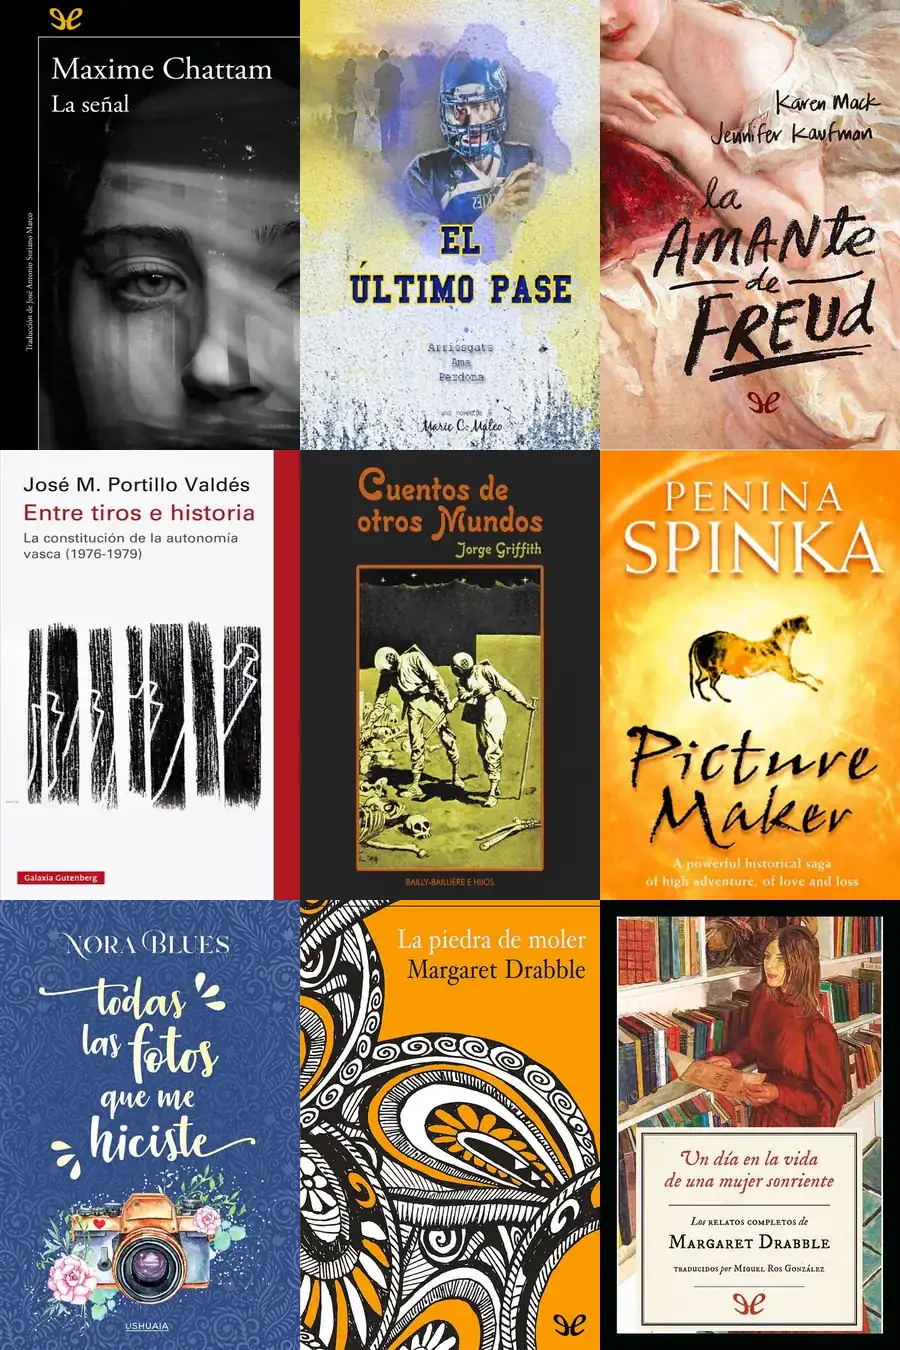 Maxime Chattam
La señal
Traducción de José Antonio Soriano Marco
EL
ÚLTIMO PASE
Arriésgate
Ama
Perdona
una novela de
Marie C. Mateo
Karen Mack
Jennifer Kaufman
la
AMANte
de
FREUd
José M. Portillo Valdés
Entre tiros e historia
La constitución de la autonomía
vasca (1976-1979)
Galaxia Gutenberg
Cuentos de
otros Mundos
Jorge Griffith
BAILLY-BAILLIÈRE E HIJOS
PENINA
SPINKA
Picture
Maker
A powerful historical saga
of high adventure, of love and loss
NORA BLUES
todas
las fotos
que me
hiciste
USHUAIA
La piedra de moler
Margaret Drabble
Un día en la vida
de una mujer sonriente
Los RELATOS COMPLETOS de
MARGARET DRABBLE
TRADUCIDOS por MIGUEL ROS GONZÁLEZ